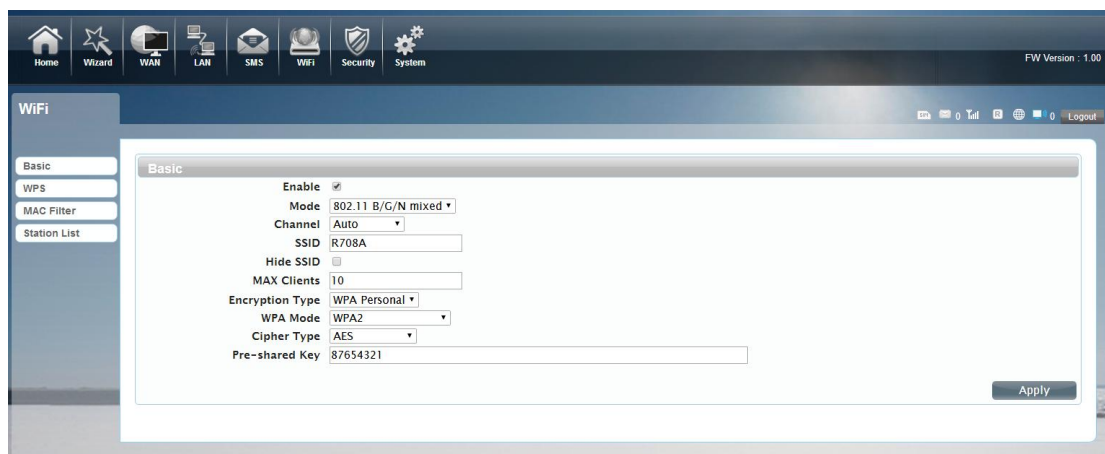 Home Wizard WAN LAN SMS WiFi Security System
FW Version : 1.00
WiFi
0 0 Logout
Basic
WPS
MAC Filter
Station List
Basic
Enable
Mode 802.11 B/G/N mixed
Channel Auto
SSID R708A
Hide SSID
MAX Clients 10
Encryption Type WPA Personal
WPA Mode WPA2
Cipher Type AES
Pre-shared Key 87654321
Apply